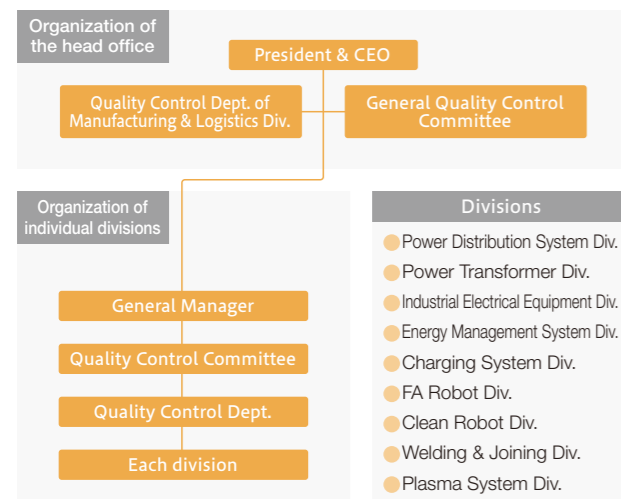 Organization of
the head office
President & CEO
Quality Control Dept. of
Manufacturing & Logistics Div.
General Quality Control
Committee
Organization of
individual divisions
General Manager
Quality Control Committee
Quality Control Dept.
Each division
Divisions
Power Distribution System Div.
Power Transformer Div.
Industrial Electrical Equipment Div.
Energy Management System Div.
Charging System Div.
FA Robot Div.
Clean Robot Div.
Welding & Joining Div.
Plasma System Div.